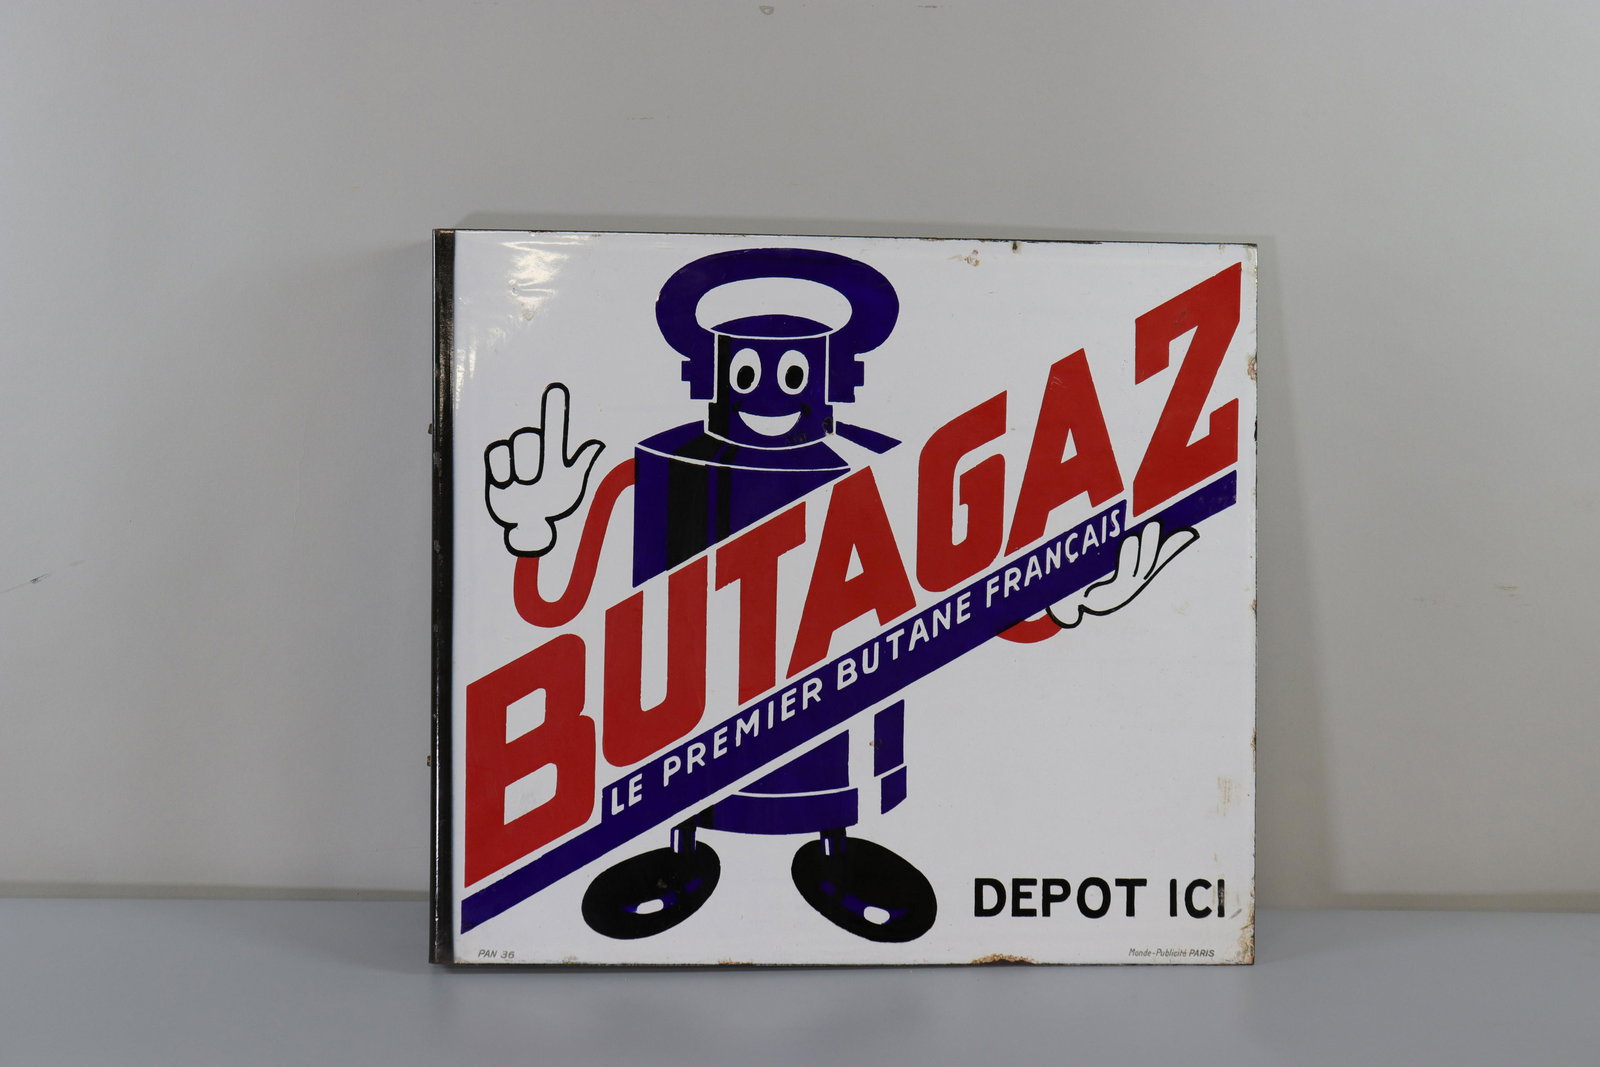 BUTAGAZ
LE PREMIER BUTANE FRANÇAIS
DEPOT ICI
PAN 36
Monde-Publicité PARIS